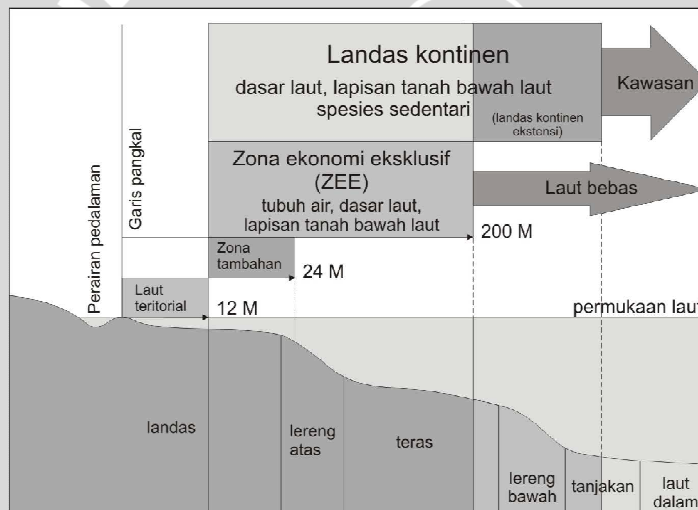 Landas kontinen
dasar laut, lapisan tanah bawah laut
spesies sedentari
(landas kontinen
ekstensi)
Kawasan
Zona ekonomi eksklusif
(ZEE)
tubuh air, dasar laut,
lapisan tanah bawah laut
Laut bebas
200 M
Perairan pedalaman
Garis pangkal
Zona
tambahan
24 M
Laut
teritorial
12 M
permukaan laut
landas
lereng
atas
teras
lereng
bawah
tanjakan
laut
dalam